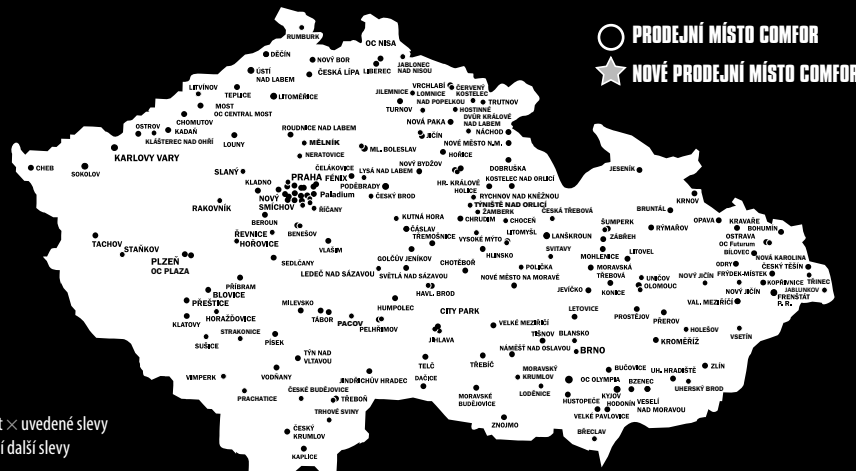 PRODEJNÍ MÍSTO COMFOR
NOVÉ PRODEJNÍ MÍSTO COMFOR
RUMBURK
OC NISA
DĚČÍN
NOVÝ BOR
JABLONEC
NAD NISOU
ÚSTÍ
NAD LABEM
ČESKÁ LÍPA
LIBEREC
LITVÍNOV
TEPLICE
LITOMĚŘICE
JILEMNICE
VRCHLABÍ
ČERVENÝ
KOSTELEC
LOMNICE
NAD POPELKOU
TRUTNOV
MOST
OC CENTRAL MOST
TURNOV
HOSTINNÉ
DVŮR KRÁLOVÉ
NAD LABEM
CHOMUTOV
KADAŇ
OSTROV
KLÁŠTEREC NAD OHŘÍ
ROUDNICE NAD LABEM
NOVÁ PAKA
NÁCHOD
LOUNY
MĚLNÍK
JIČÍN
NOVÉ MĚSTO N.M.
KARLOVY VARY
NERATOVICE
ML. BOLESLAV
HOŘICE
CHEB
SOKOLOV
SLANÝ
ČELÁKOVICE
LYSÁ NAD LABEM
NOVÝ BYDŽOV
DOBRUŠKA
JESENÍK
KLADNO
PRAHA FÉNIX
PODĚBRADY
HR. KRÁLOVÉ
KOSTELEC NAD ORLICÍ
NOVÝ
SMÍCHOV
Paladium
ČESKÝ BROD
HOLICE
RYCHNOV NAD KNĚŽNOU
KRNOV
RAKOVNÍK
ŘÍČANY
TÝNIŠTĚ NAD ORLICÍ
ŽAMBERK
BRUNTÁL
BEROUN
KUTNÁ HORA
CHRUDIM
CHOCEŇ
ČESKÁ TŘEBOVÁ
ŠUMPERK
OPAVA
KRAVAŘE
BOHUMÍN
TACHOV
ŘEVNICE
BENEŠOV
ČÁSLAV
LITOMYŠL
RÝMAŘOV
OSTRAVA
OC Futurum
STAŇKOV
HOŘOVICE
VLAŠIM
TŘEMOŠNICE
VYSOKÉ MÝTO
LANŠKROUN
ZÁBŘEH
BÍLOVEC
PLZEŇ
OC PLAZA
SEDLČANY
GOLČŮV JENÍKOV
HLINSKO
SVITAVY
MOHLENICE
LITOVEL
NOVÁ KAROLINA
LEDEČ NAD SÁZAVOU
SVĚTLÁ NAD SÁZAVOU
CHOTĚBOŘ
POLIČKA
MORAVSKÁ
TŘEBOVÁ
ODRY
FRÝDEK-MÍSTEK
ČESKÝ TĚŠÍN
PŘÍBRAM
NOVÉ MĚSTO NA MORAVĚ
UNIČOV
OLOMOUC
NOVÝ JIČÍN
KOPŘIVNICE
TŘINEC
BLOVICE
HAVL. BROD
JEVÍČKO
KONICE
NOVÝ JIČÍN
JABLUNKOV
PŘEŠTICE
MILEVSKO
HUMPOLEC
VAL. MEZIŘÍČÍ
FRENŠTÁT
P. R.
HORAŽĎOVICE
TÁBOR
PACOV
CITY PARK
LETOVICE
PROSTĚJOV
PŘEROV
KLATOVY
STRAKONICE
PELHŘIMOV
VELKÉ MEZIŘÍČÍ
HOLEŠOV
VSETÍN
SUŠICE
PÍSEK
JIHLAVA
TIŠNOV
BLANSKO
KROMĚŘÍŽ
NÁMĚŠŤ NAD OSLAVOU
BRNO
TÝN NAD
VLTAVOU
TELČ
TŘEBÍČ
BUČOVICE
ZLÍN
VIMPERK
VODŇANY
JINDŘICHŮV HRADEC
MORAVSKÝ
KRUMLOV
OC OLYMPIA
BZENEC
UH. HRADIŠTĚ
PRACHATICE
ČESKÉ BUDĚJOVICE
TŘEBOŇ
DAČICE
LODĚNICE
UHERSKÝ BROD
MORAVSKÉ
BUDĚJOVICE
HUSTOPEČE
KYJOV
HODONÍN
VESELÍ
NAD MORAVOU
TRHOVÉ SVINY
ZNOJMO
VELKÉ PAVLOVICE
t × uvedené slevy
ČESKÝ
KRUMLOV
BŘECLAV
í další slevy
KAPLICE